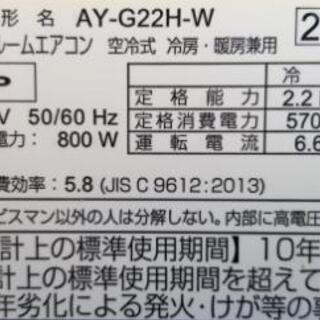 形 名 AY-G22H-W 2
ルームエアコン 空冷式 冷房・暖房兼用
P 冷
V 50/60 Hz 定格能力 2.2
定格消費電力 570
電力: 800 W 運転電流 6.6
費効率：5.8 (JIS C 9612:2013)
ビスマン以外の人は分解しない。内部に高電圧
計上の標準使用期間】10年
計上の標準使用期間を超えて
年劣化による発火・けが等の事